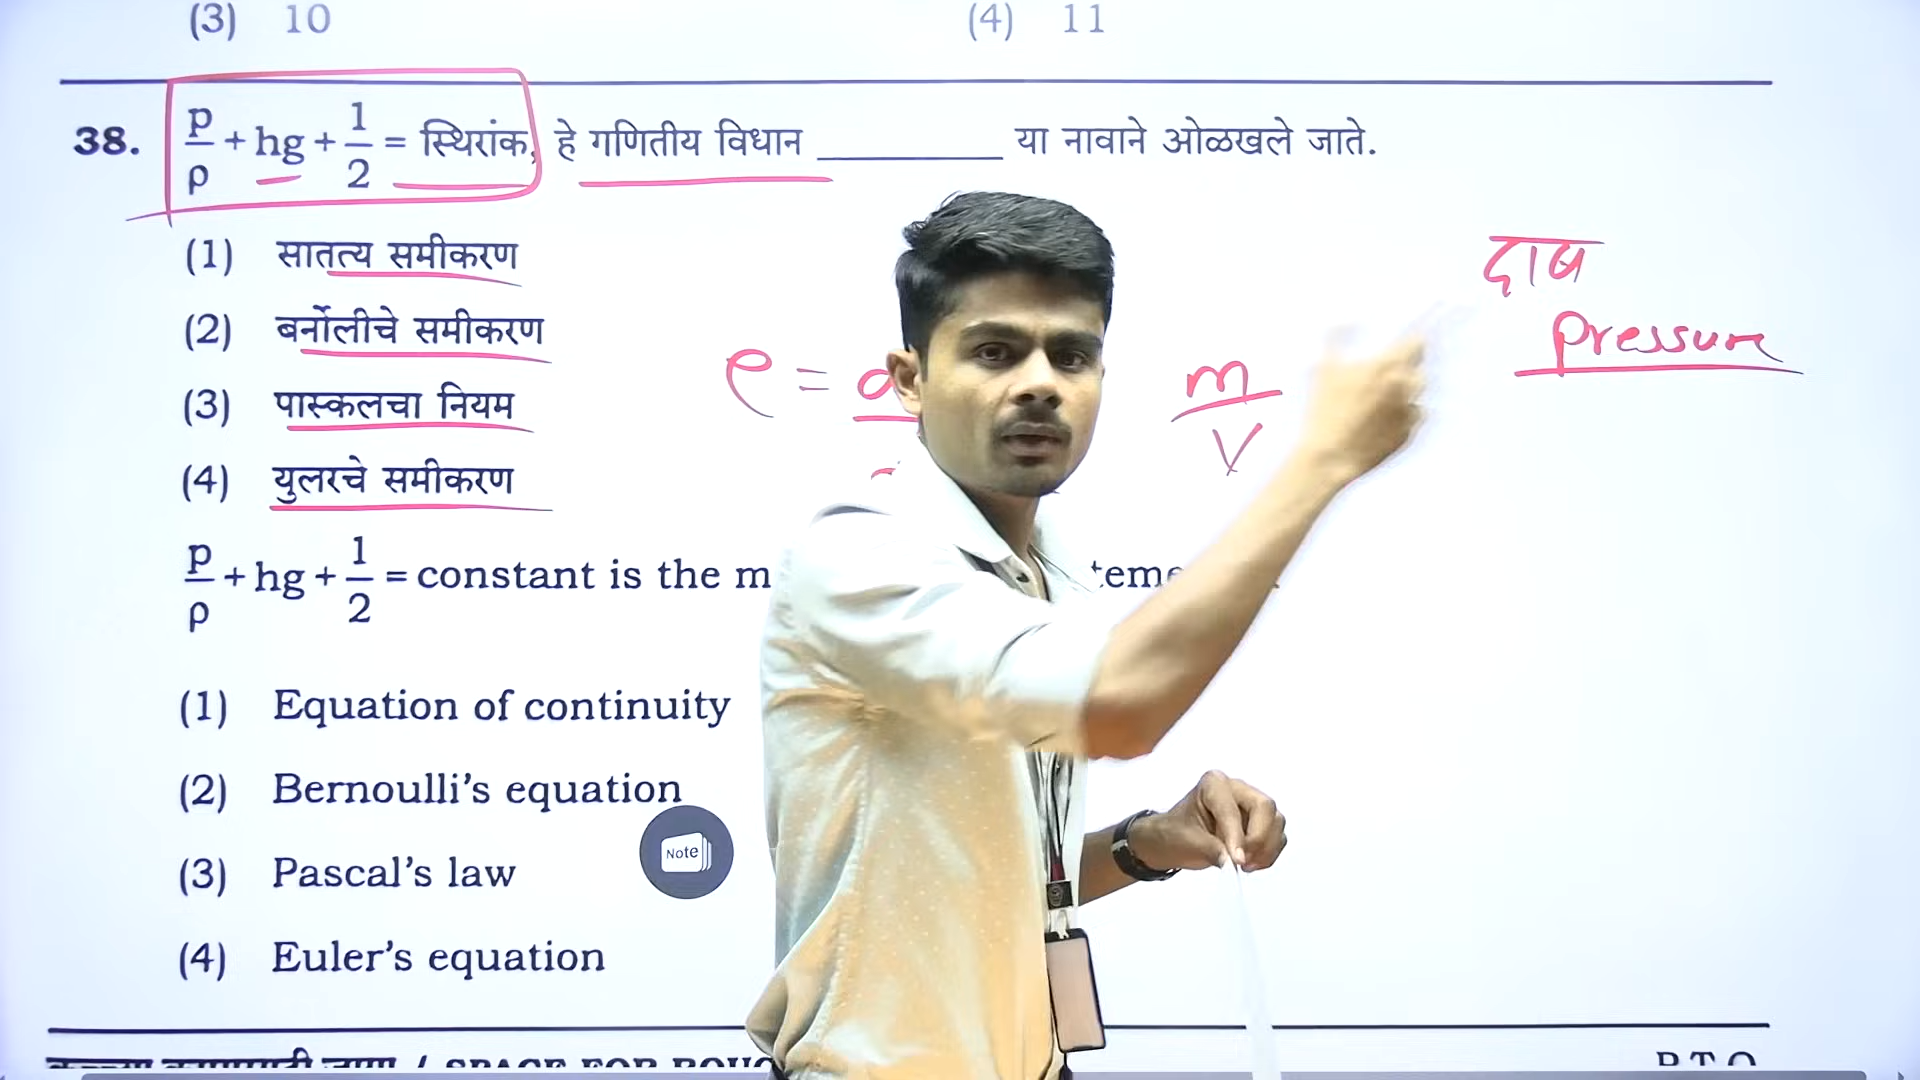 (3) 10 (4) 11
38. p/ρ + hg + 1/2 = स्थिरांक, हे गणितीय विधान ________ या नावाने ओळखले जाते.
(1) सातत्य समीकरण
(2) बर्नोलीचे समीकरण
(3) पास्कलचा नियम
(4) युलरचे समीकरण
दाब
Pressure
m/V
p/ρ + hg + 1/2 = constant is the
(1) Equation of continuity
(2) Bernoulli's equation
(3) Pascal's law
(4) Euler's equation
Note
P.T.O